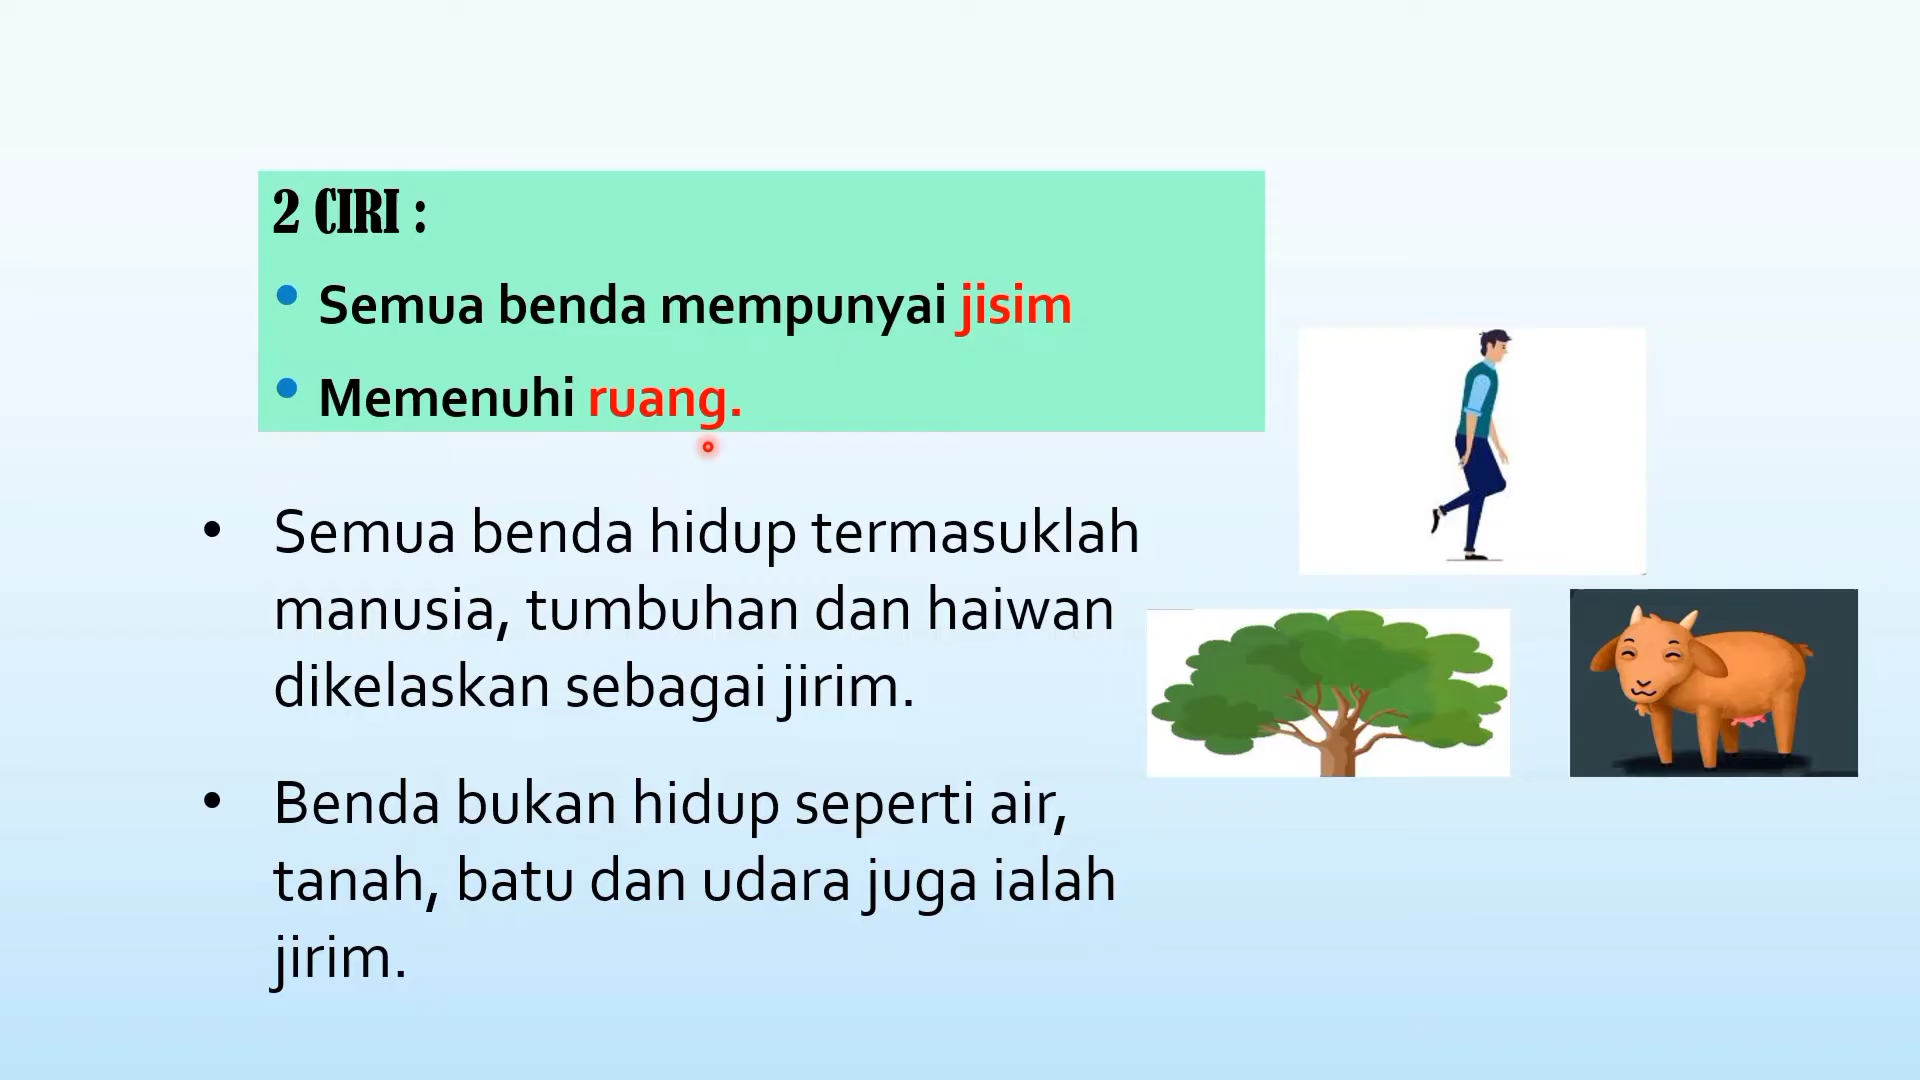 2 CIRI :
• Semua benda mempunyai jisim
• Memenuhi ruang.
• Semua benda hidup termasuklah
manusia, tumbuhan dan haiwan
dikelaskan sebagai jirim.
• Benda bukan hidup seperti air,
tanah, batu dan udara juga ialah
jirim.